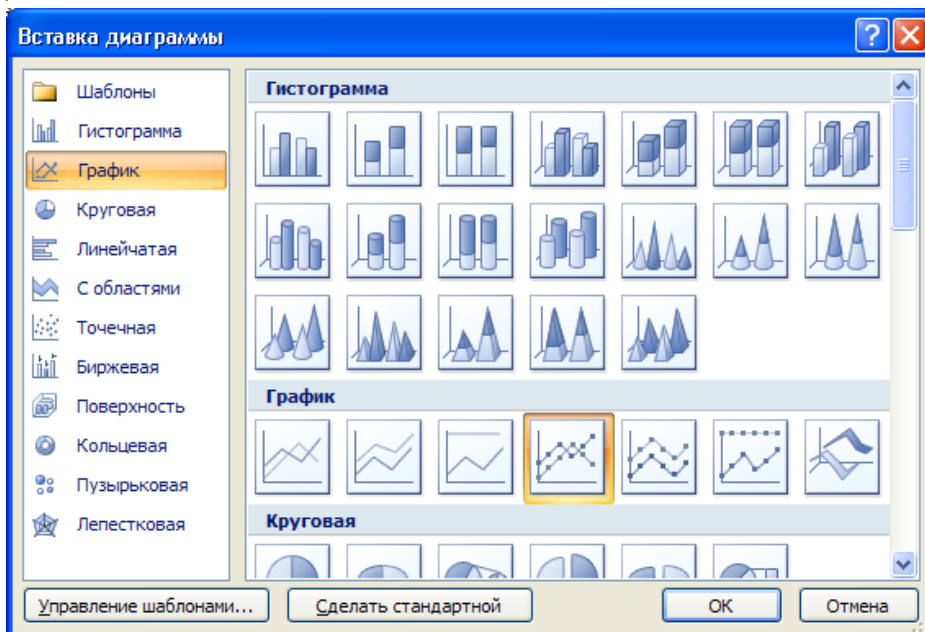 Вставка диаграммы
Шаблоны
Гистограмма
График
Круговая
Линейчатая
С областями
Точечная
Биржевая
Поверхность
Кольцевая
Пузырьковая
Лепестковая
Гистограмма
График
Круговая
Управление шаблонами...
Сделать стандартной
ОК
Отмена